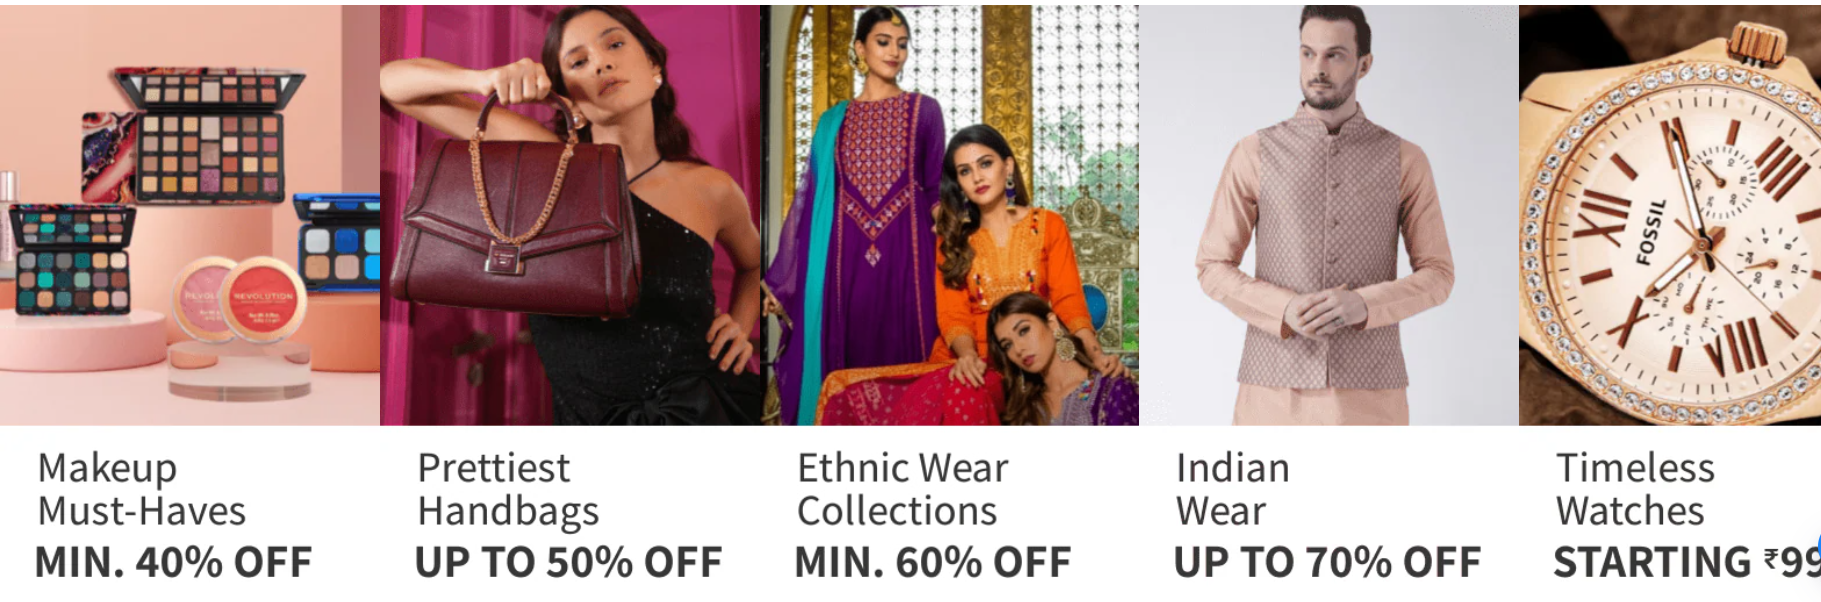 REVOLUTION
FOSSIL
Makeup
Must-Haves
MIN. 40% OFF
Prettiest
Handbags
UP TO 50% OFF
Ethnic Wear
Collections
MIN. 60% OFF
Indian
Wear
UP TO 70% OFF
Timeless
Watches
STARTING ₹99